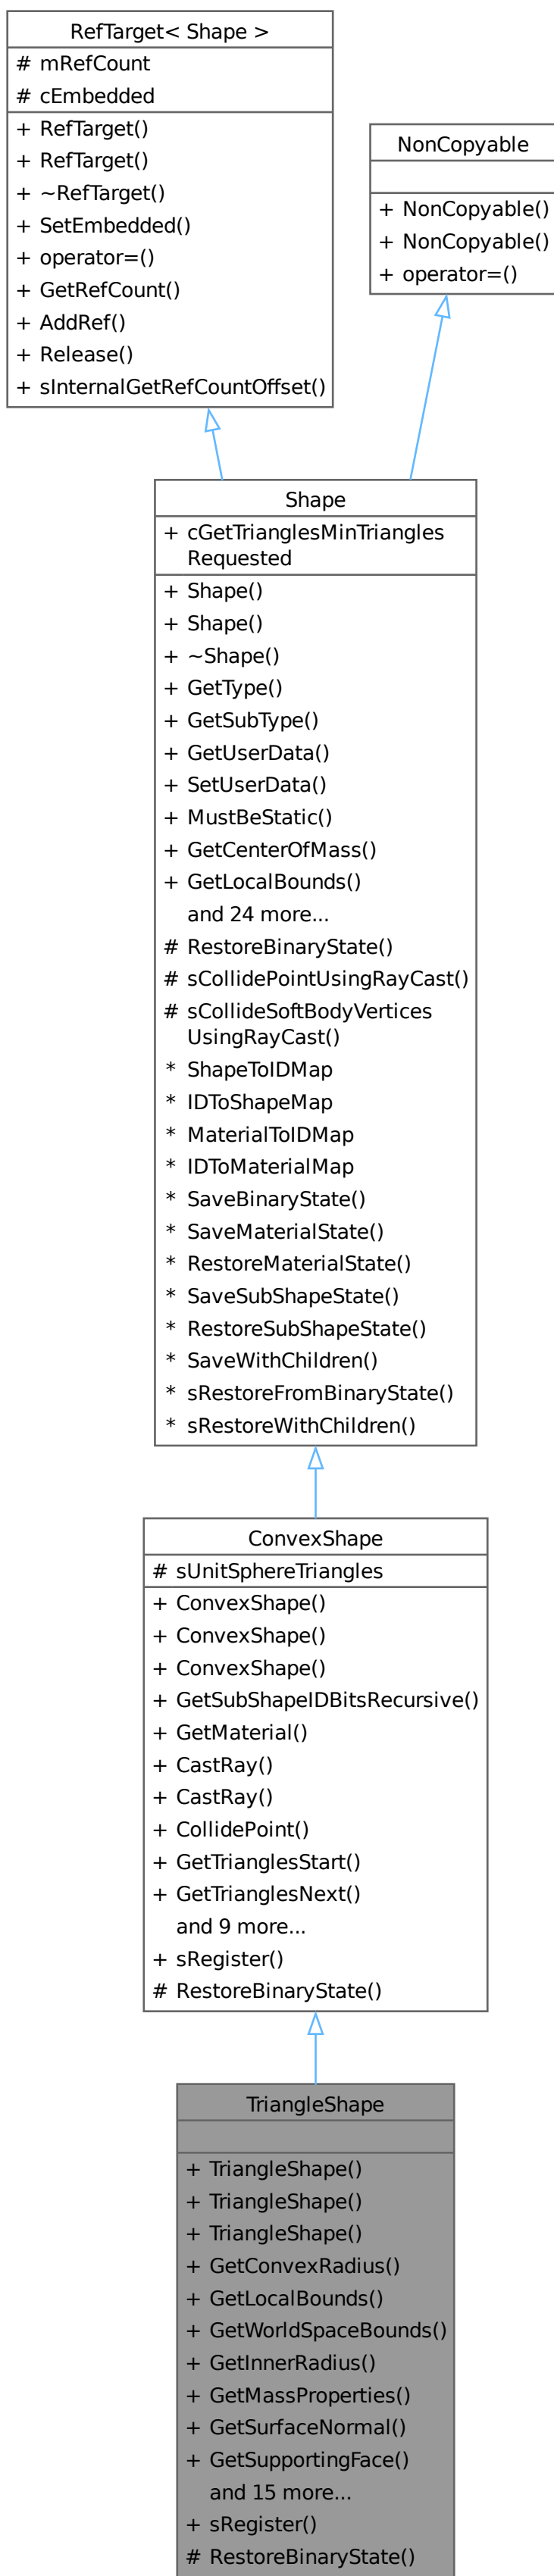 RefTarget< Shape >
# mRefCount
# cEmbedded
+ RefTarget()
+ RefTarget()
+ ~RefTarget()
+ SetEmbedded()
+ operator=()
+ GetRefCount()
+ AddRef()
+ Release()
+ sInternalGetRefCountOffset()
NonCopyable
+ NonCopyable()
+ NonCopyable()
+ operator=()
Shape
+ cGetTrianglesMinTriangles
Requested
+ Shape()
+ Shape()
+ ~Shape()
+ GetType()
+ GetSubType()
+ GetUserData()
+ SetUserData()
+ MustBeStatic()
+ GetCenterOfMass()
+ GetLocalBounds()
and 24 more...
# RestoreBinaryState()
# sCollidePointUsingRayCast()
# sCollideSoftBodyVertices
UsingRayCast()
* ShapeToIDMap
* IDToShapeMap
* MaterialToIDMap
* IDToMaterialMap
* SaveBinaryState()
* SaveMaterialState()
* RestoreMaterialState()
* SaveSubShapeState()
* RestoreSubShapeState()
* SaveWithChildren()
* sRestoreFromBinaryState()
* sRestoreWithChildren()
ConvexShape
# sUnitSphereTriangles
+ ConvexShape()
+ ConvexShape()
+ ConvexShape()
+ GetSubShapeIDBitsRecursive()
+ GetMaterial()
+ CastRay()
+ CastRay()
+ CollidePoint()
+ GetTrianglesStart()
+ GetTrianglesNext()
and 9 more...
+ sRegister()
# RestoreBinaryState()
TriangleShape
+ TriangleShape()
+ TriangleShape()
+ TriangleShape()
+ GetConvexRadius()
+ GetLocalBounds()
+ GetWorldSpaceBounds()
+ GetInnerRadius()
+ GetMassProperties()
+ GetSurfaceNormal()
+ GetSupportingFace()
and 15 more...
+ sRegister()
# RestoreBinaryState()